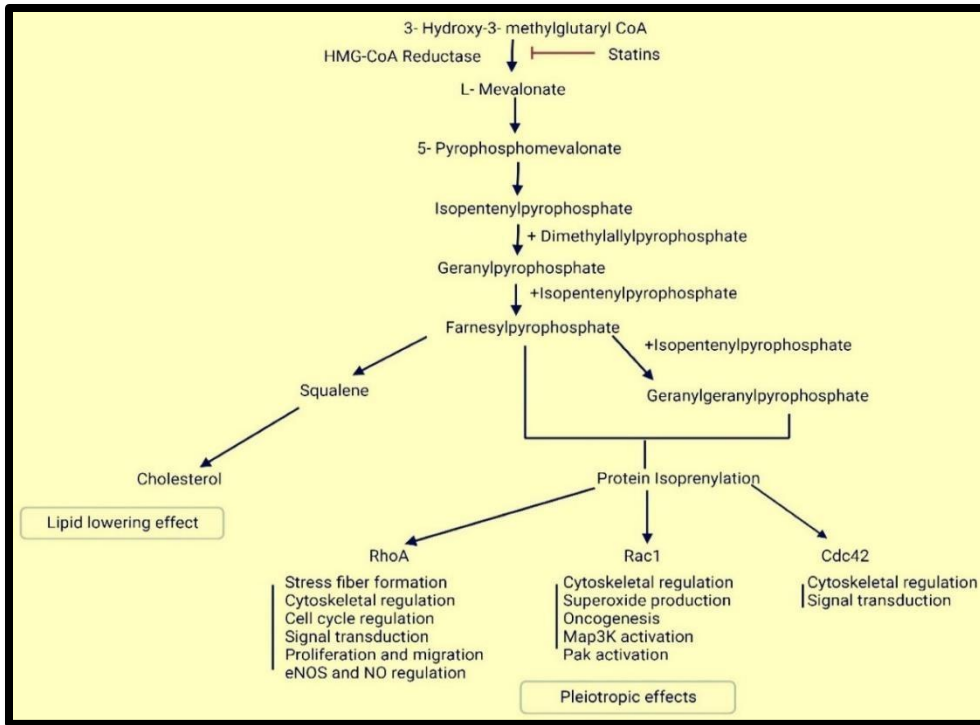 3- Hydroxy-3- methylglutaryl CoA
HMG-CoA Reductase
Statins
L- Mevalonate
5- Pyrophosphomevalonate
Isopentenylpyrophosphate
+ Dimethylallylpyrophosphate
Geranylpyrophosphate
+Isopentenylpyrophosphate
Farnesylpyrophosphate
+Isopentenylpyrophosphate
Squalene
Geranylgeranylpyrophosphate
Cholesterol
Protein Isoprenylation
Lipid lowering effect
RhoA
Stress fiber formation
Cytoskeletal regulation
Cell cycle regulation
Signal transduction
Proliferation and migration
eNOS and NO regulation
Rac1
Cytoskeletal regulation
Superoxide production
Oncogenesis
Map3K activation
Pak activation
Cdc42
Cytoskeletal regulation
Signal transduction
Pleiotropic effects